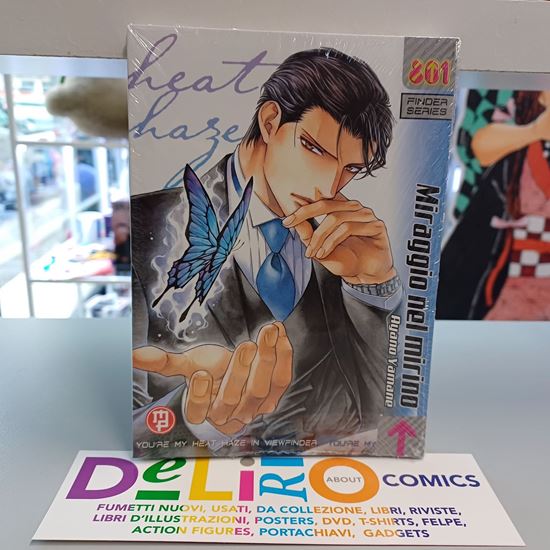 heat
haze
801
FINDER
SERIES
Miraggio nel mirino
Ayano Yamane
YOU'RE MY HEAT HAZE IN VIEWFINDER YOU'RE MY
DeLiRiO ABOUT COMICS
FUMETTI NUOVI, USATI, DA COLLEZIONE, LIBRI, RIVISTE,
LIBRI D'ILLUSTRAZIONI, POSTERS, DVD, T-SHIRTS, FELPE,
ACTION FIGURES, PORTACHIAVI, GADGETS